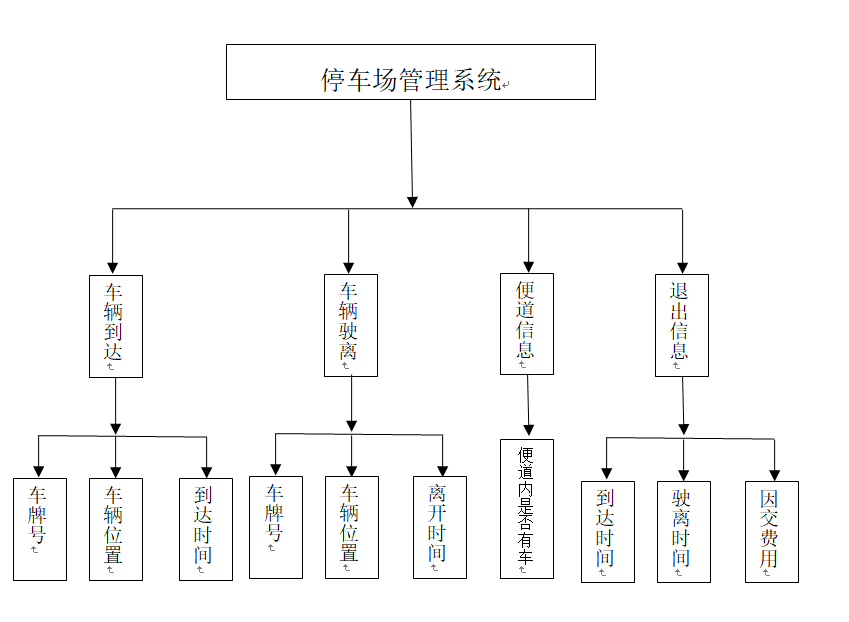 停车场管理系统
车辆到达
车辆驶离
便道信息
退出信息
车牌号
车辆位置
到达时间
车牌号
车辆位置
离开时间
便道内是否有车
到达时间
驶离时间
因交费用